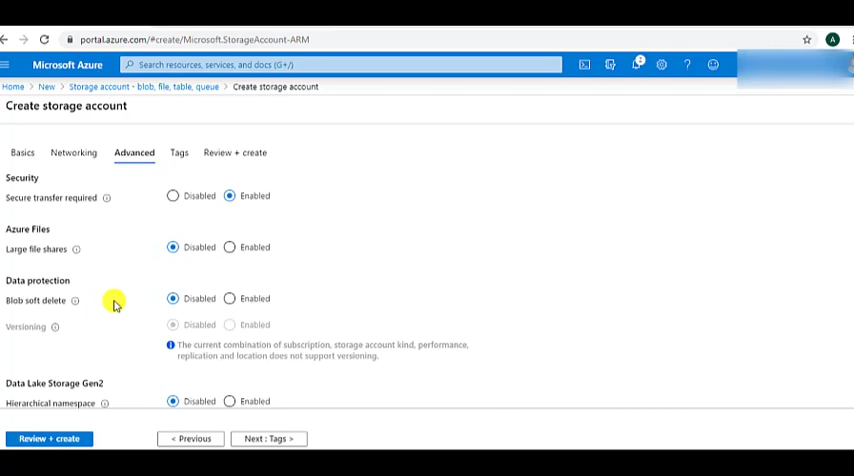 portal.azure.com/#create/Microsoft.StorageAccount-ARM
A
Microsoft Azure
Search resources, services, and docs (G+/)
Home > New > Storage account - blob, file, table, queue > Create storage account
Create storage account
Basics Networking Advanced Tags Review + create
Security
Secure transfer required Disabled Enabled
Azure Files
Large file shares Disabled Enabled
Data protection
Blob soft delete Disabled Enabled
Versioning Disabled Enabled
The current combination of subscription, storage account kind, performance,
replication and location does not support versioning.
Data Lake Storage Gen2
Hierarchical namespace Disabled Enabled
Review + create < Previous Next : Tags >